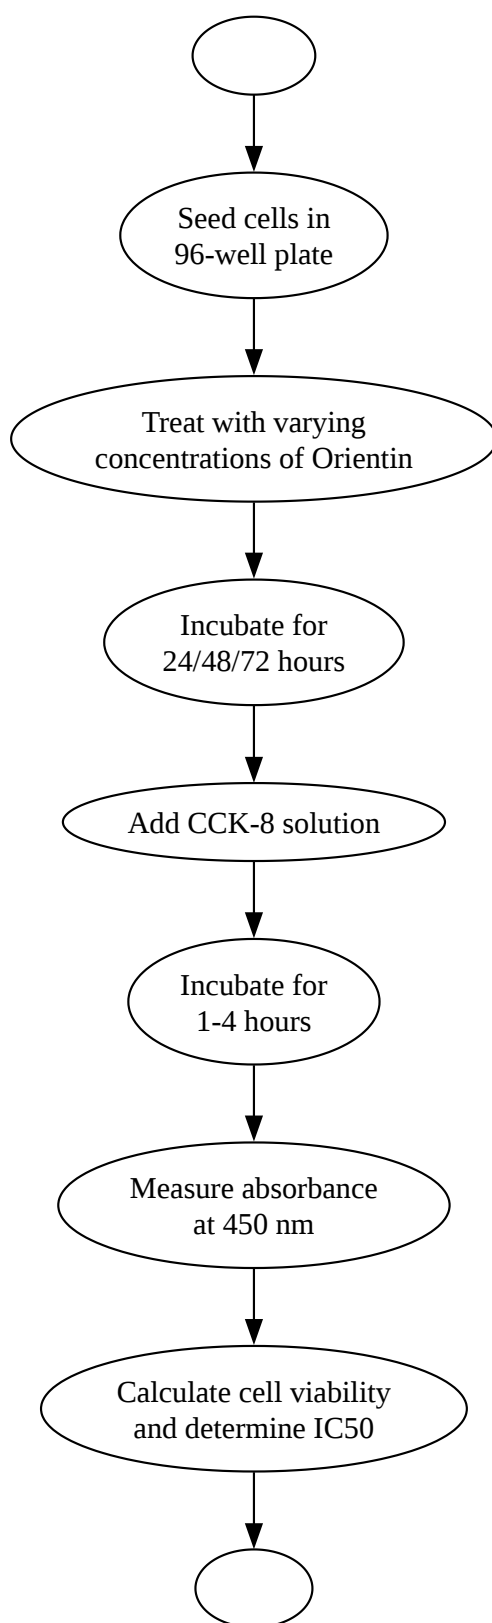 Seed cells in
96-well plate
Treat with varying
concentrations of Orientin
Incubate for
24/48/72 hours
Add CCK-8 solution
Incubate for
1-4 hours
Measure absorbance
at 450 nm
Calculate cell viability
and determine IC50